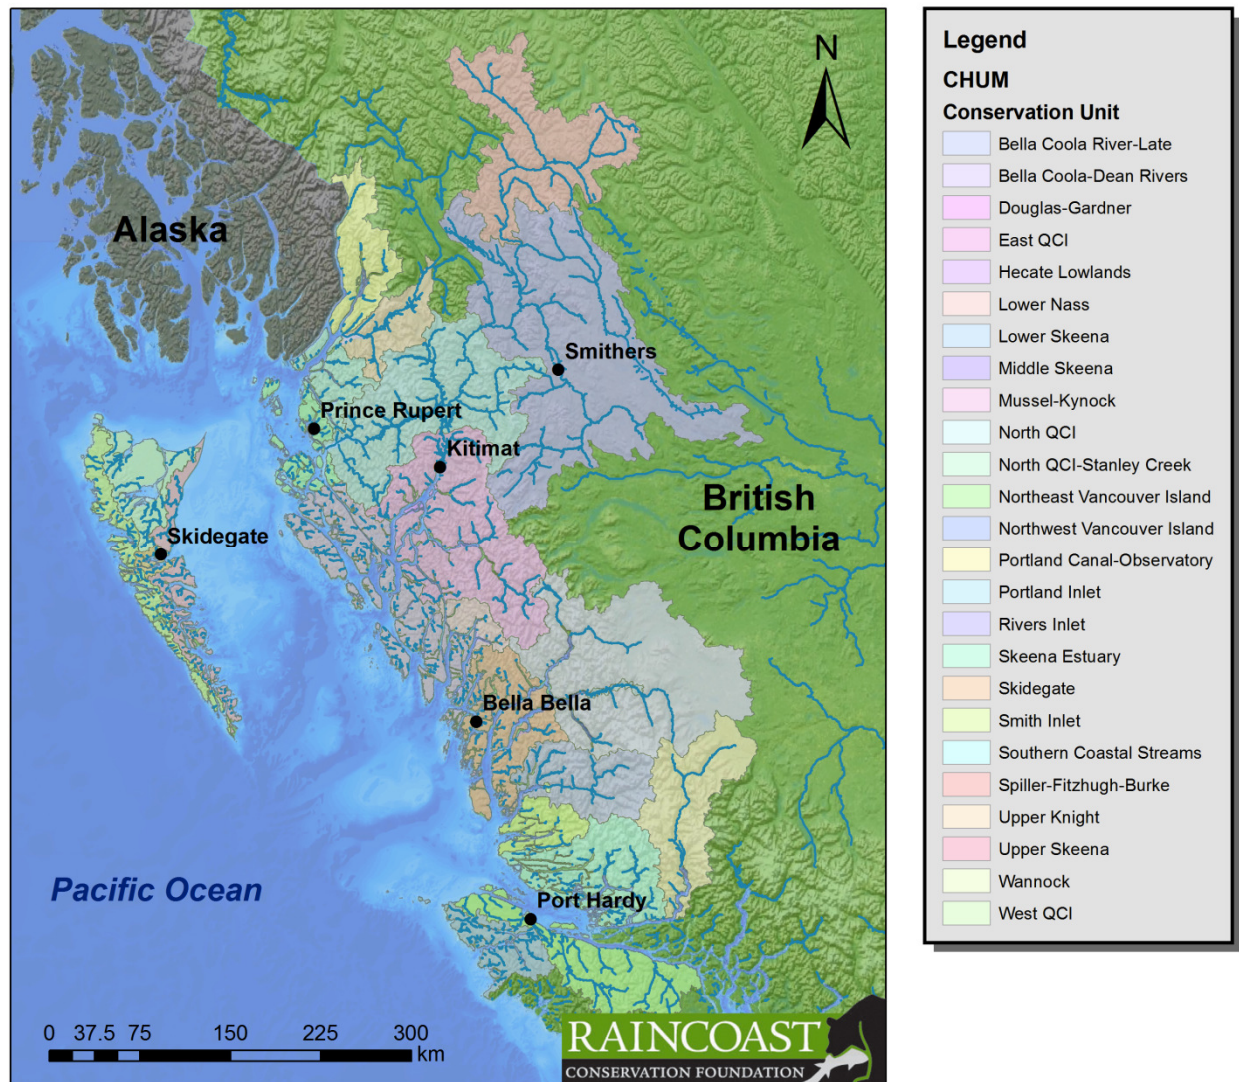 N
Alaska
Smithers
Prince Rupert
Kitimat
British
Columbia
Skidegate
Bella Bella
Pacific Ocean
Port Hardy
0 37.5 75 150 225 300
km
RAINCOAST
CONSERVATION FOUNDATION
Legend
CHUM
Conservation Unit
Bella Coola River-Late
Bella Coola-Dean Rivers
Douglas-Gardner
East QCI
Hecate Lowlands
Lower Nass
Lower Skeena
Middle Skeena
Mussel-Kynock
North QCI
North QCI-Stanley Creek
Northeast Vancouver Island
Northwest Vancouver Island
Portland Canal-Observatory
Portland Inlet
Rivers Inlet
Skeena Estuary
Skidegate
Smith Inlet
Southern Coastal Streams
Spiller-Fitzhugh-Burke
Upper Knight
Upper Skeena
Wannock
West QCI